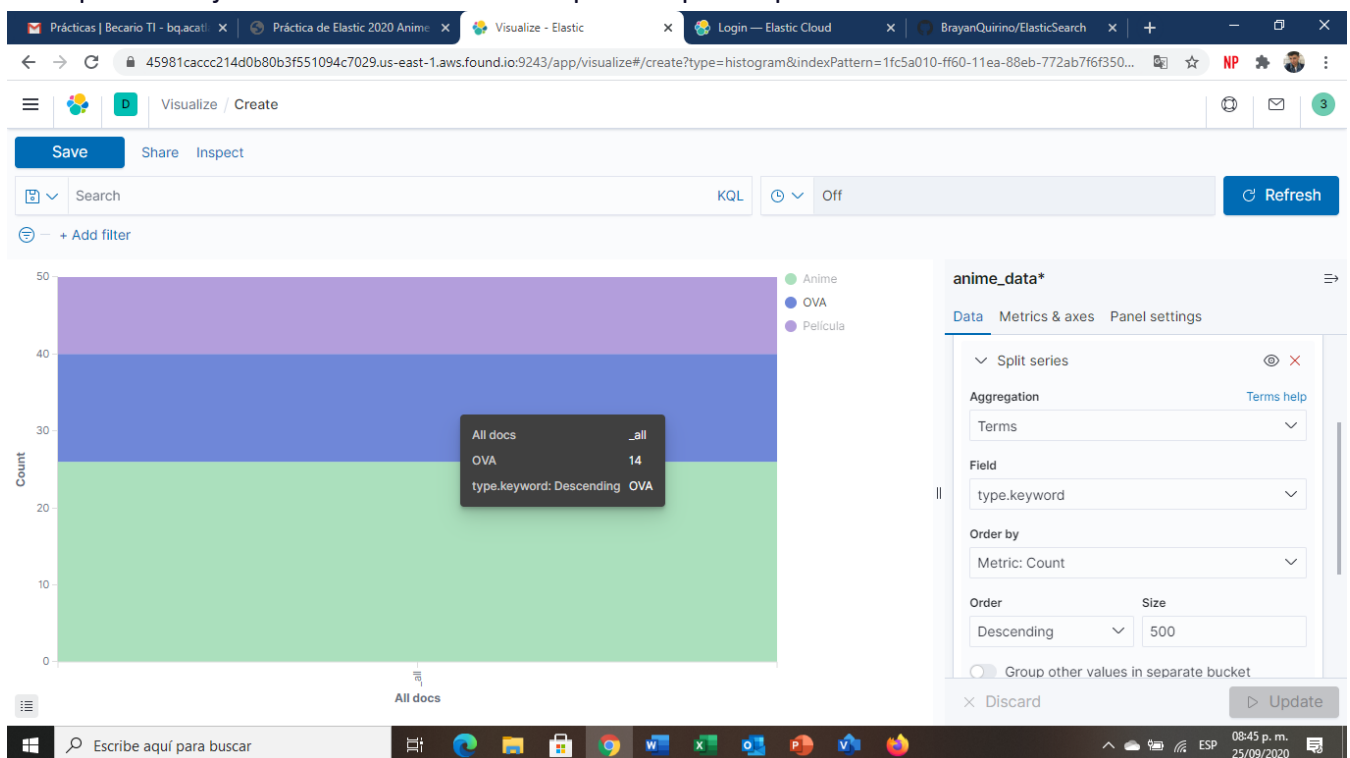 Prácticas | Becario TI - bq.acatl
Práctica de Elastic 2020 Anime
Visualize - Elastic
Login — Elastic Cloud
BrayanQuirino/ElasticSearch
45981caccc214d0b80b3f551094c7029.us-east-1.aws.found.io:9243/app/visualize#/create?type=histogram&indexPattern=1fc5a010-ff60-11ea-88eb-772ab7f6f350...
NP
D
Visualize / Create
3
Save Share Inspect
Search KQL Off Refresh
+ Add filter
50
40
30
20
10
0
Count
_all
All docs
Anime
OVA
Película
All docs _all
OVA 14
type.keyword: Descending OVA
anime_data*
Data Metrics & axes Panel settings
Split series
Aggregation Terms help
Terms
Field
type.keyword
Order by
Metric: Count
Order Size
Descending 500
Group other values in separate bucket
Discard Update
Escribe aquí para buscar
ESP
08:45 p. m.
25/09/2020